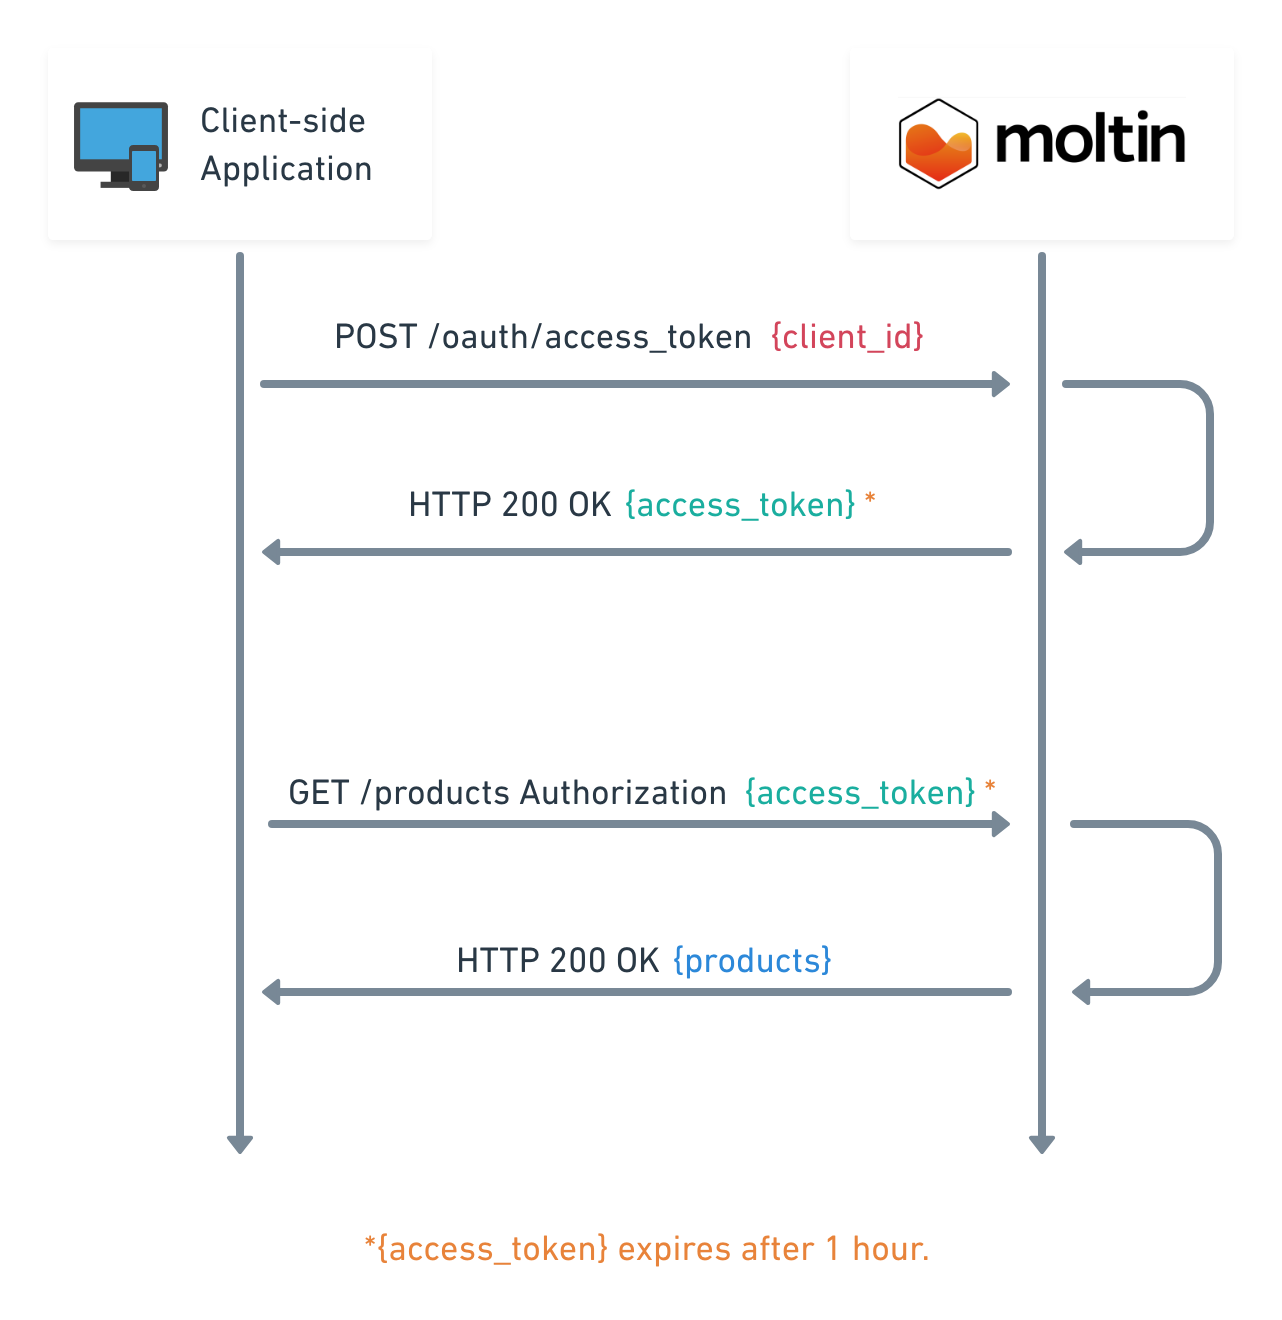 Client-side
Application
moltin
POST /oauth/access_token {client_id}
HTTP 200 OK {access_token} *
GET /products Authorization {access_token} *
HTTP 200 OK {products}
*{access_token} expires after 1 hour.